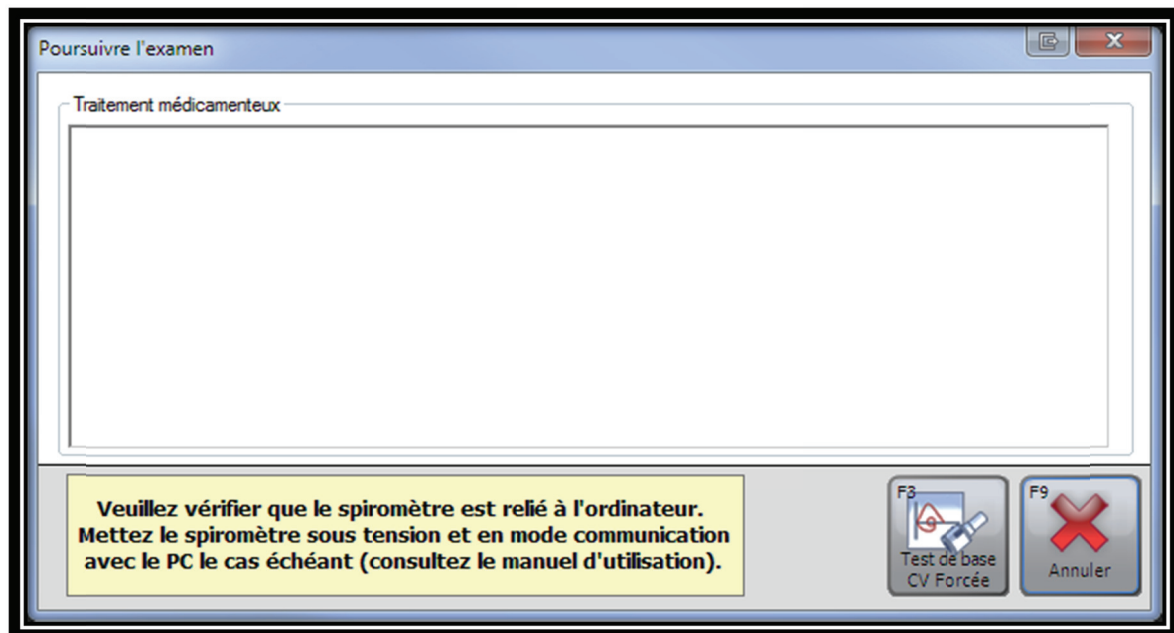 Poursuivre l'examen
Traitement médicamenteux
Veuillez vérifier que le spiromètre est relié à l'ordinateur.
Mettez le spiromètre sous tension et en mode communication
avec le PC le cas échéant (consultez le manuel d'utilisation).
F3
Test de base
CV Forcée
F9
Annuler